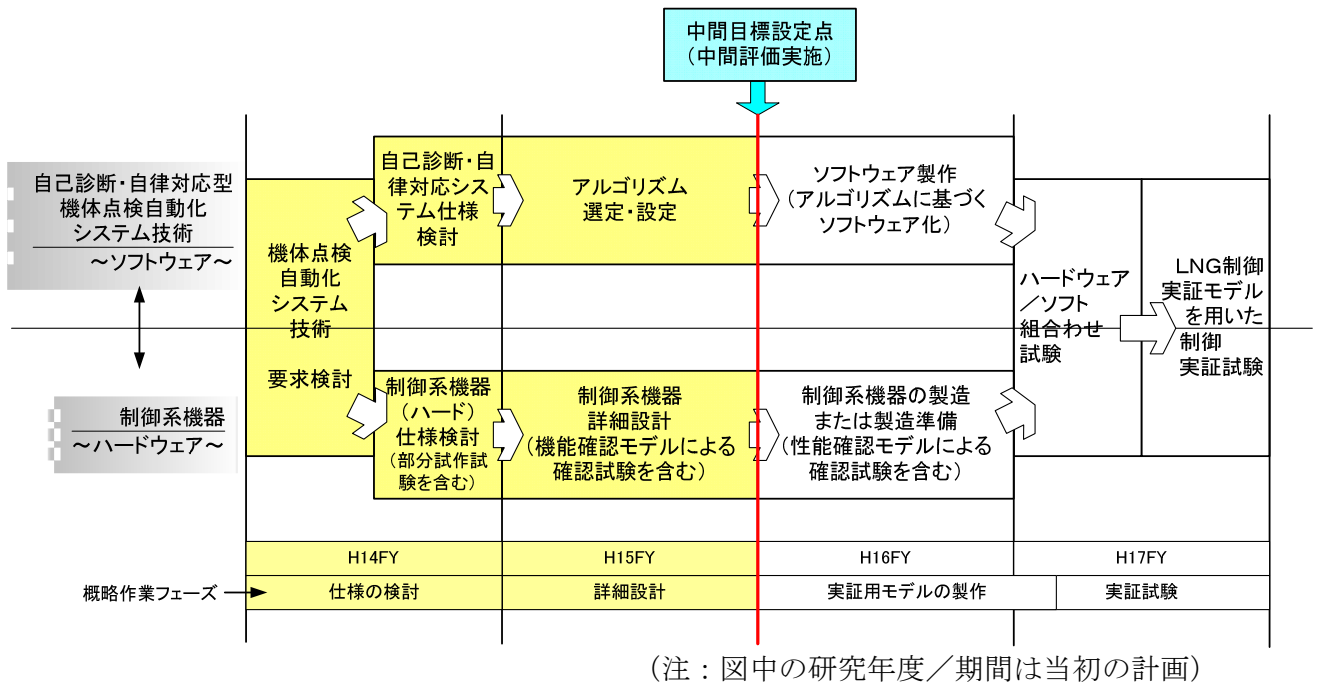 中間目標設定点
（中間評価実施）
自己診断・自律対応型
機体点検自動化
システム技術
～ソフトウェア～
制御系機器
～ハードウェア～
機体点検
自動化
システム
技術
要求検討
自己診断・自
律対応シス
テム仕様
検討
アルゴリズム
選定・設定
ソフトウェア製作
（アルゴリズムに基づく
ソフトウェア化）
制御系機器
（ハード）
仕様検討
（部分試作試
験を含む）
制御系機器
詳細設計
（機能確認モデルによる
確認試験を含む）
制御系機器の製造
または製造準備
（性能確認モデルによる
確認試験を含む）
ハードウェア
／ソフト
組合わせ
試験
ＬＮＧ制御
実証モデル
を用いた
制御
実証試験
H14FY
H15FY
H16FY
H17FY
概略作業フェーズ
仕様の検討
詳細設計
実証用モデルの製作
実証試験
（注：図中の研究年度／期間は当初の計画）